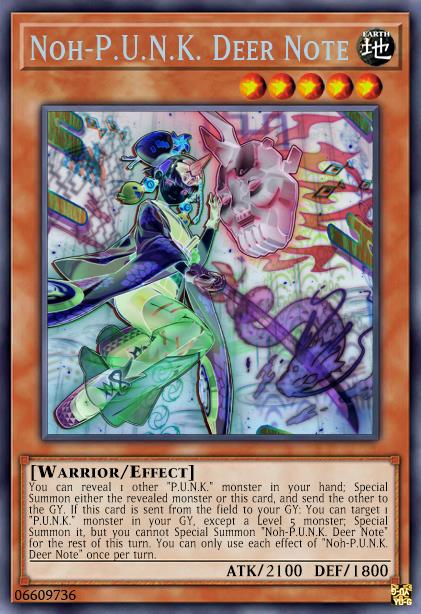 Noh-P.U.N.K. Deer Note
EARTH
地
[Warrior/Effect]
You can reveal 1 other "P.U.N.K." monster in your hand; Special
Summon either the revealed monster or this card, and send the other to
the GY. If this card is sent from the field to your GY: You can target 1
"P.U.N.K." monster in your GY, except a Level 5 monster; Special
Summon it, but you cannot Special Summon "Noh-P.U.N.K. Deer Note"
for the rest of this turn. You can only use each effect of "Noh-P.U.N.K.
Deer Note" once per turn.
ATK/2100 DEF/1800
06609736